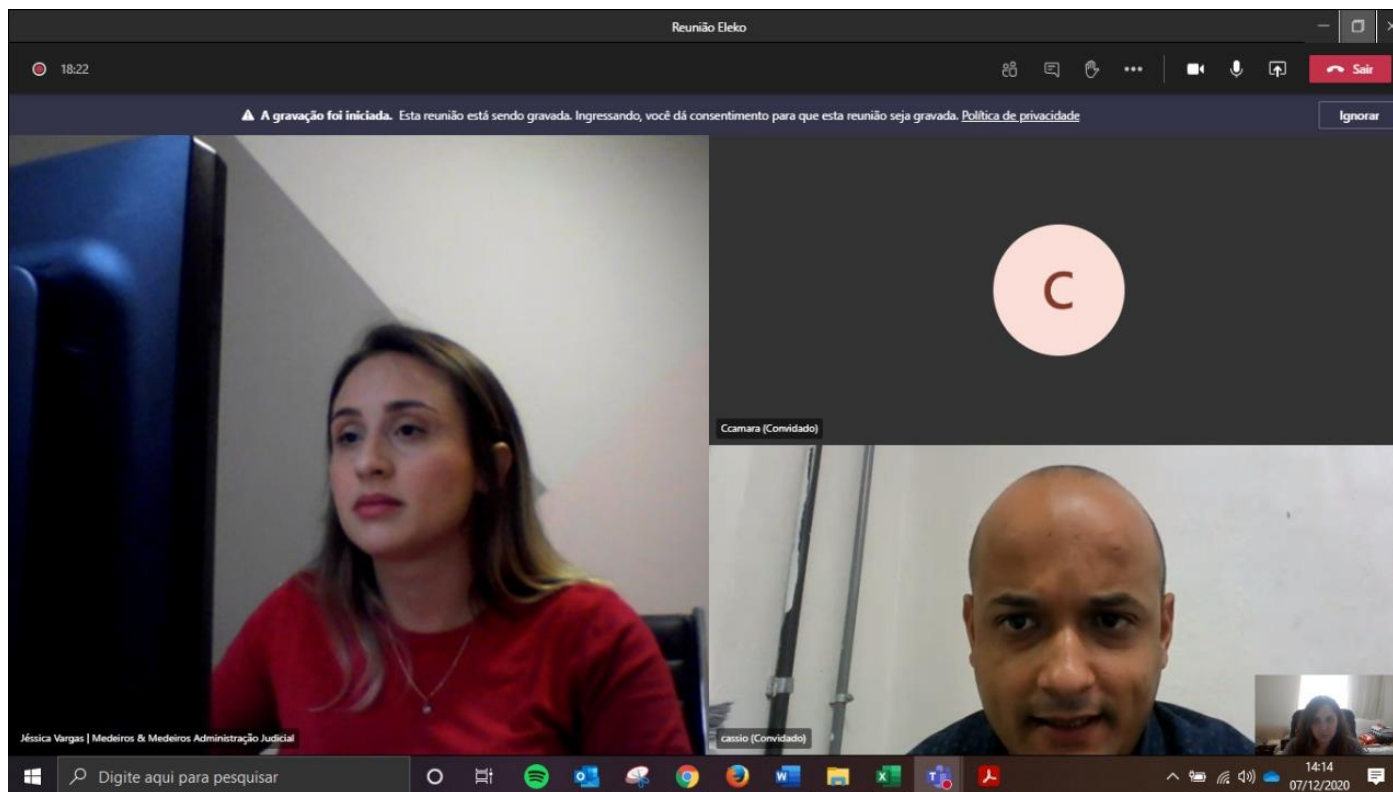 Reunião Eleko
18:22
Sair
A gravação foi iniciada. Esta reunião está sendo gravada. Ingressando, você dá consentimento para que esta reunião seja gravada. Política de privacidade
Ignorar
C
Ccamara (Convidado)
Jéssica Vargas | Medeiros & Medeiros Administração Judicial
cassio (Convidado)
Digite aqui para pesquisar
14:14
07/12/2020